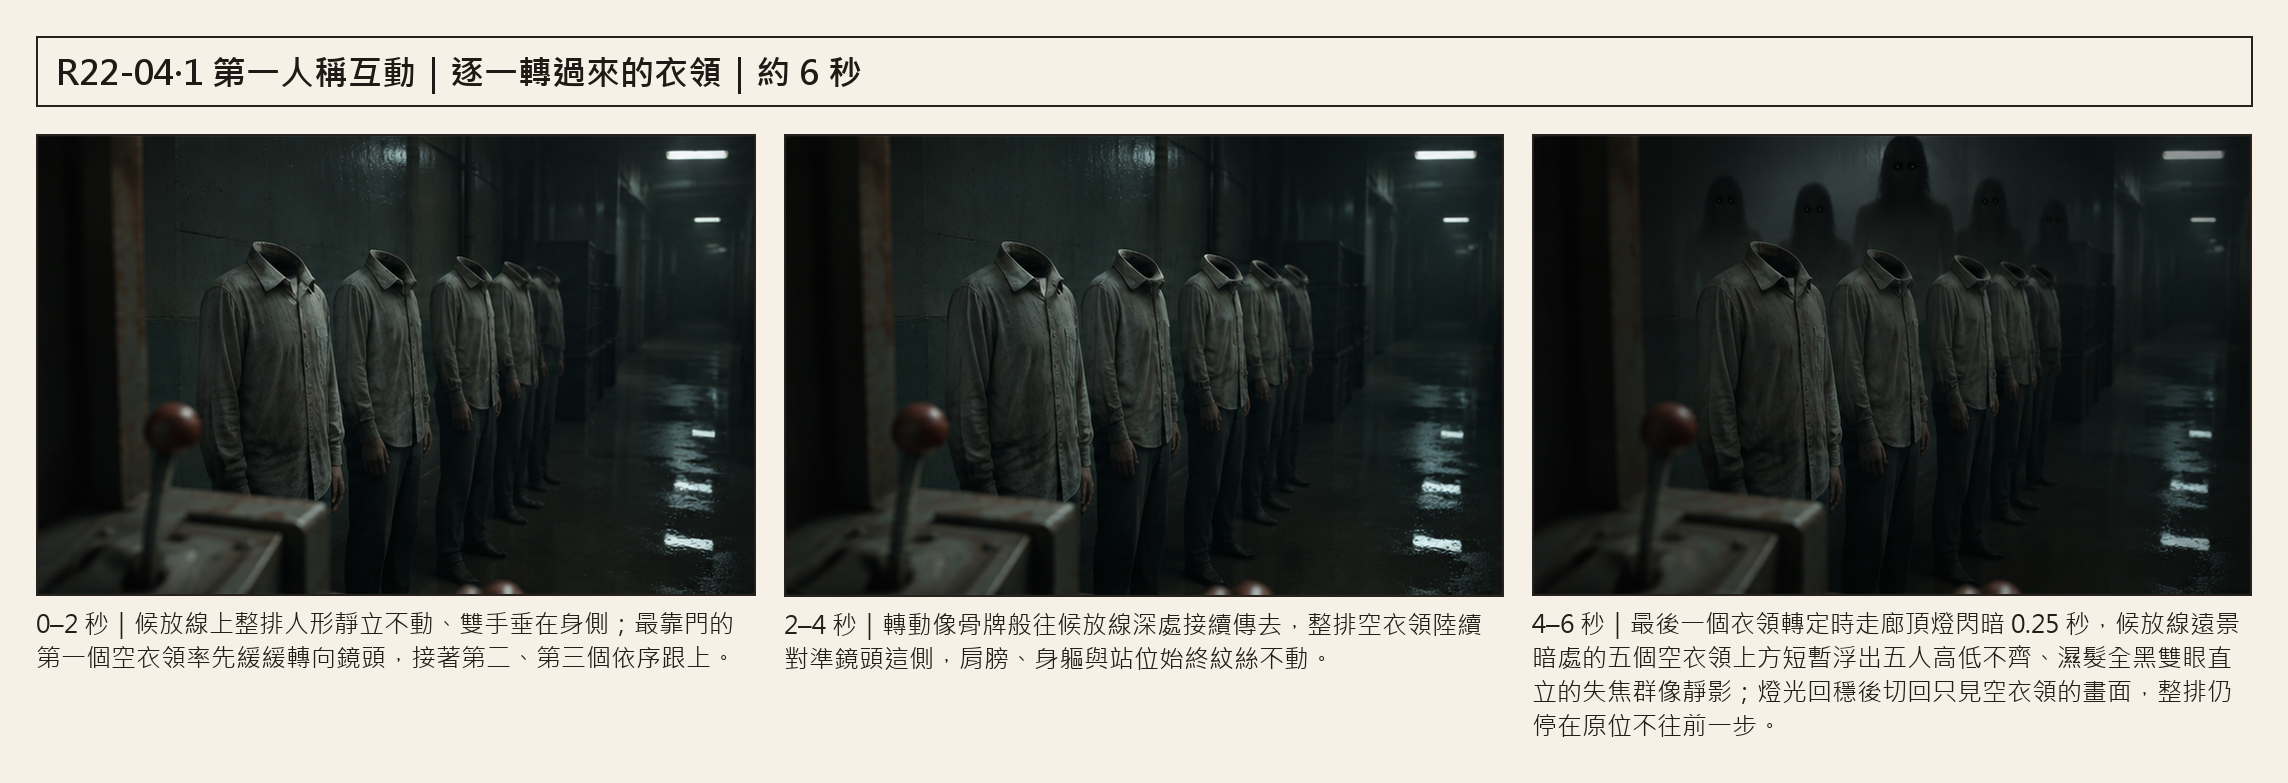 R22-04·1 第一人稱互動｜逐一轉過來的衣領｜約 6 秒
0–2 秒｜候放線上整排人形靜立不動、雙手垂在身側；最靠門的
第一個空衣領率先緩緩轉向鏡頭，接著第二、第三個依序跟上。
2–4 秒｜轉動像骨牌般往候放線深處接續傳去，整排空衣領陸續
對準鏡頭這側，肩膀、身軀與站位始終紋絲不動。
4–6 秒｜最後一個衣領轉定時走廊頂燈閃暗 0.25 秒，候放線遠景
暗處的五個空衣領上方短暫浮出五人高低不齊、濕髮全黑雙眼直
立的失焦群像靜影；燈光回穩後切回只見空衣領的畫面，整排仍
停在原位不往前一步。